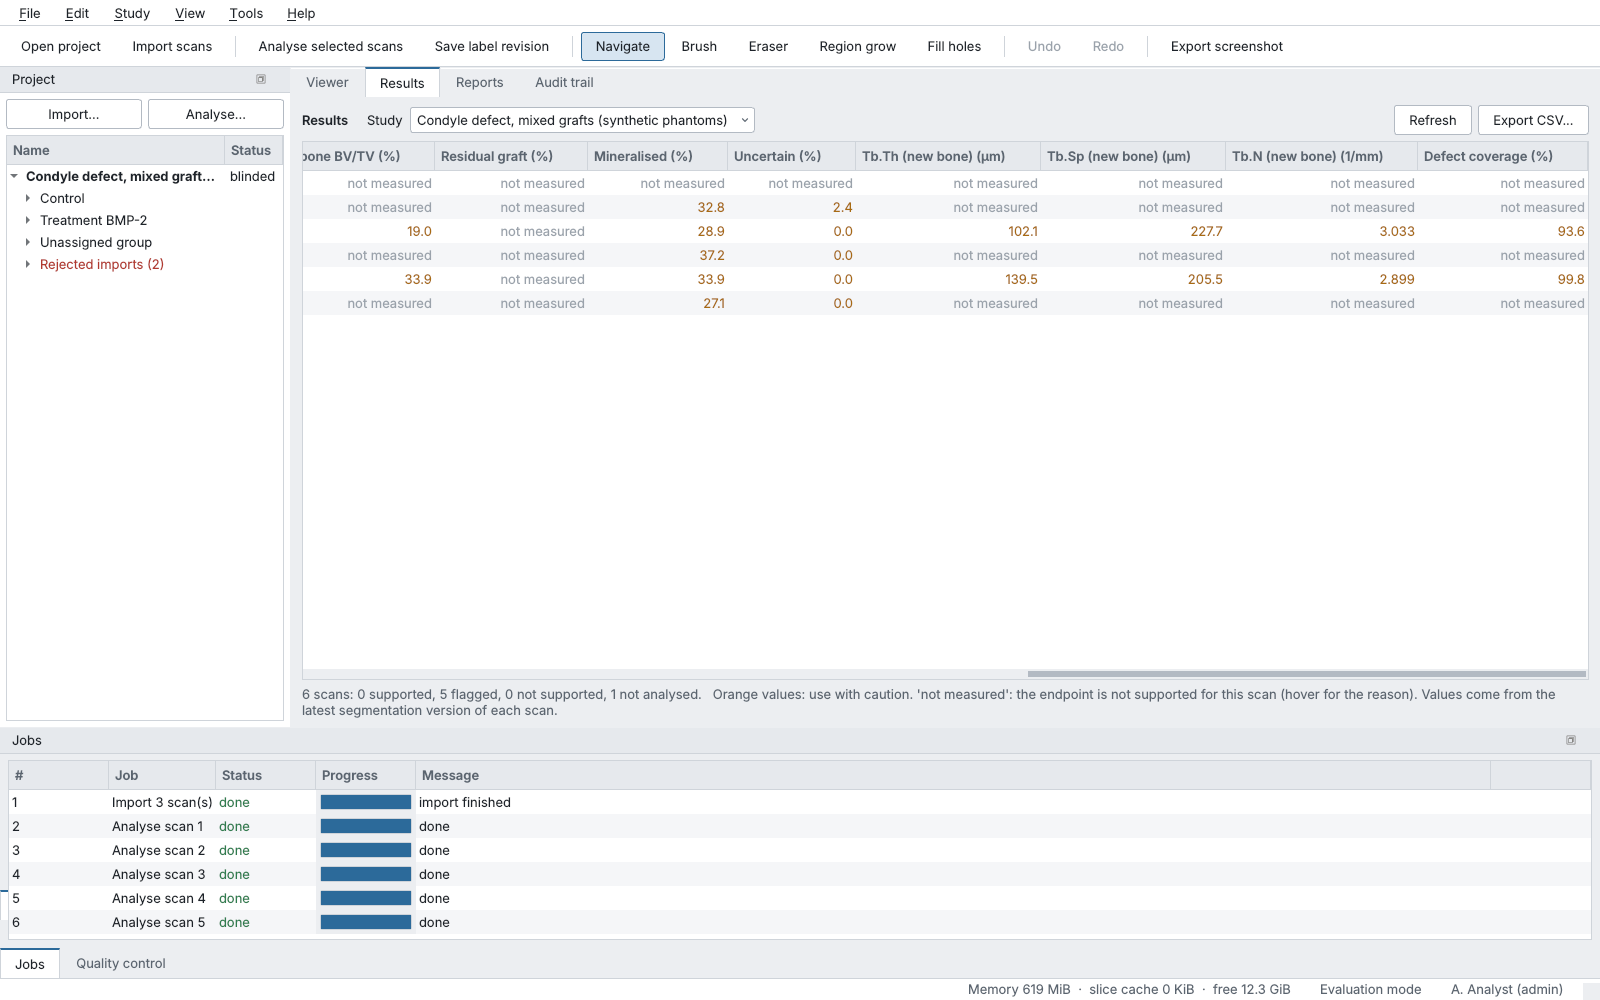 File Edit Study View Tools Help
Open project Import scans Analyse selected scans Save label revision Navigate Brush Eraser Region grow Fill holes Undo Redo Export screenshot
Project
Import... Analyse...
Name Status
Condyle defect, mixed graft... blinded
Control
Treatment BMP-2
Unassigned group
Rejected imports (2)
Viewer Results Reports Audit trail
Results Study Condyle defect, mixed grafts (synthetic phantoms) Refresh Export CSV...
bone BV/TV (%) Residual graft (%) Mineralised (%) Uncertain (%) Tb.Th (new bone) (µm) Tb.Sp (new bone) (µm) Tb.N (new bone) (1/mm) Defect coverage (%)
not measured not measured not measured not measured not measured not measured not measured not measured
not measured not measured 32.8 2.4 not measured not measured not measured not measured
19.0 not measured 28.9 0.0 102.1 227.7 3.033 93.6
not measured not measured 37.2 0.0 not measured not measured not measured not measured
33.9 not measured 33.9 0.0 139.5 205.5 2.899 99.8
not measured not measured 27.1 0.0 not measured not measured not measured not measured
6 scans: 0 supported, 5 flagged, 0 not supported, 1 not analysed. Orange values: use with caution. 'not measured': the endpoint is not supported for this scan (hover for the reason). Values come from the
latest segmentation version of each scan.
Jobs
# Job Status Progress Message
1 Import 3 scan(s) done import finished
2 Analyse scan 1 done done
3 Analyse scan 2 done done
4 Analyse scan 3 done done
5 Analyse scan 4 done done
6 Analyse scan 5 done done
Jobs Quality control
Memory 619 MiB · slice cache 0 KiB · free 12.3 GiB Evaluation mode A. Analyst (admin)